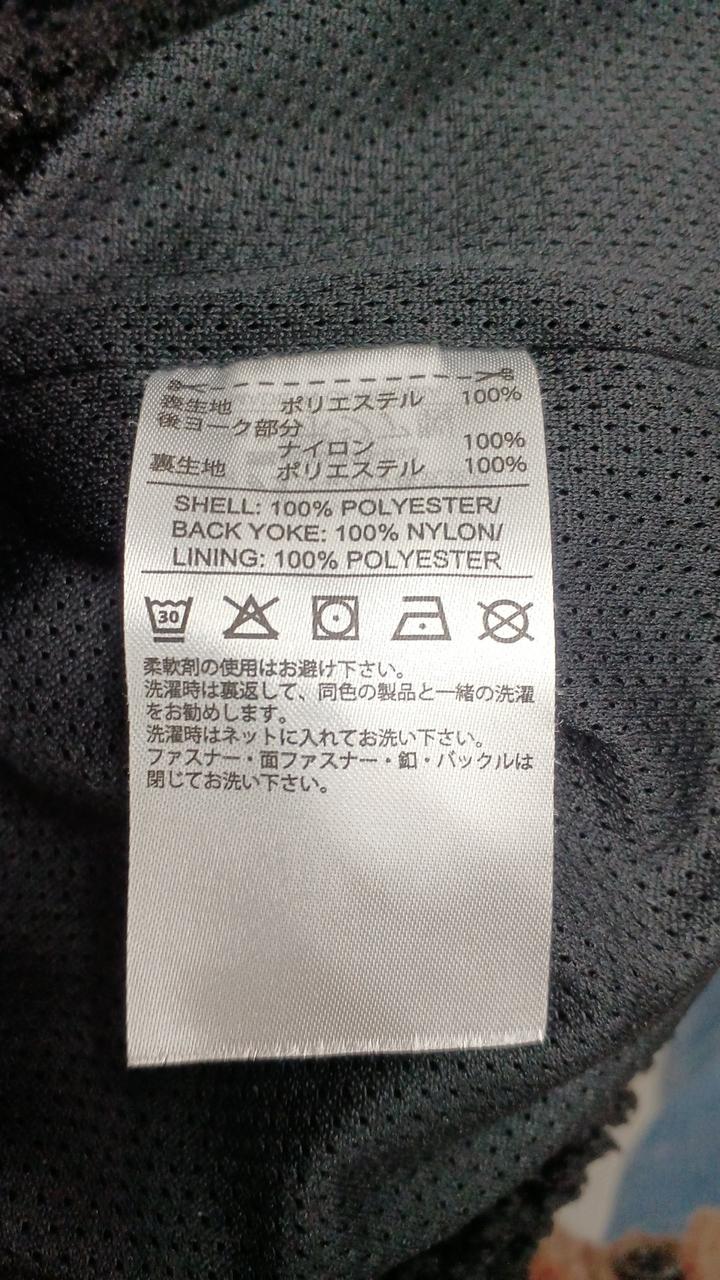 表生地 ポリエステル 100%
後ヨーク部分
ナイロン 100%
裏生地 ポリエステル 100%
SHELL: 100% POLYESTER/
BACK YOKE: 100% NYLON/
LINING: 100% POLYESTER
30
柔軟剤の使用はお避け下さい。
洗濯時は裏返して、同色の製品と一緒の洗濯
をお勧めします。
洗濯時はネットに入れてお洗い下さい。
ファスナー・面ファスナー・釦・バックルは
閉じてお洗い下さい。